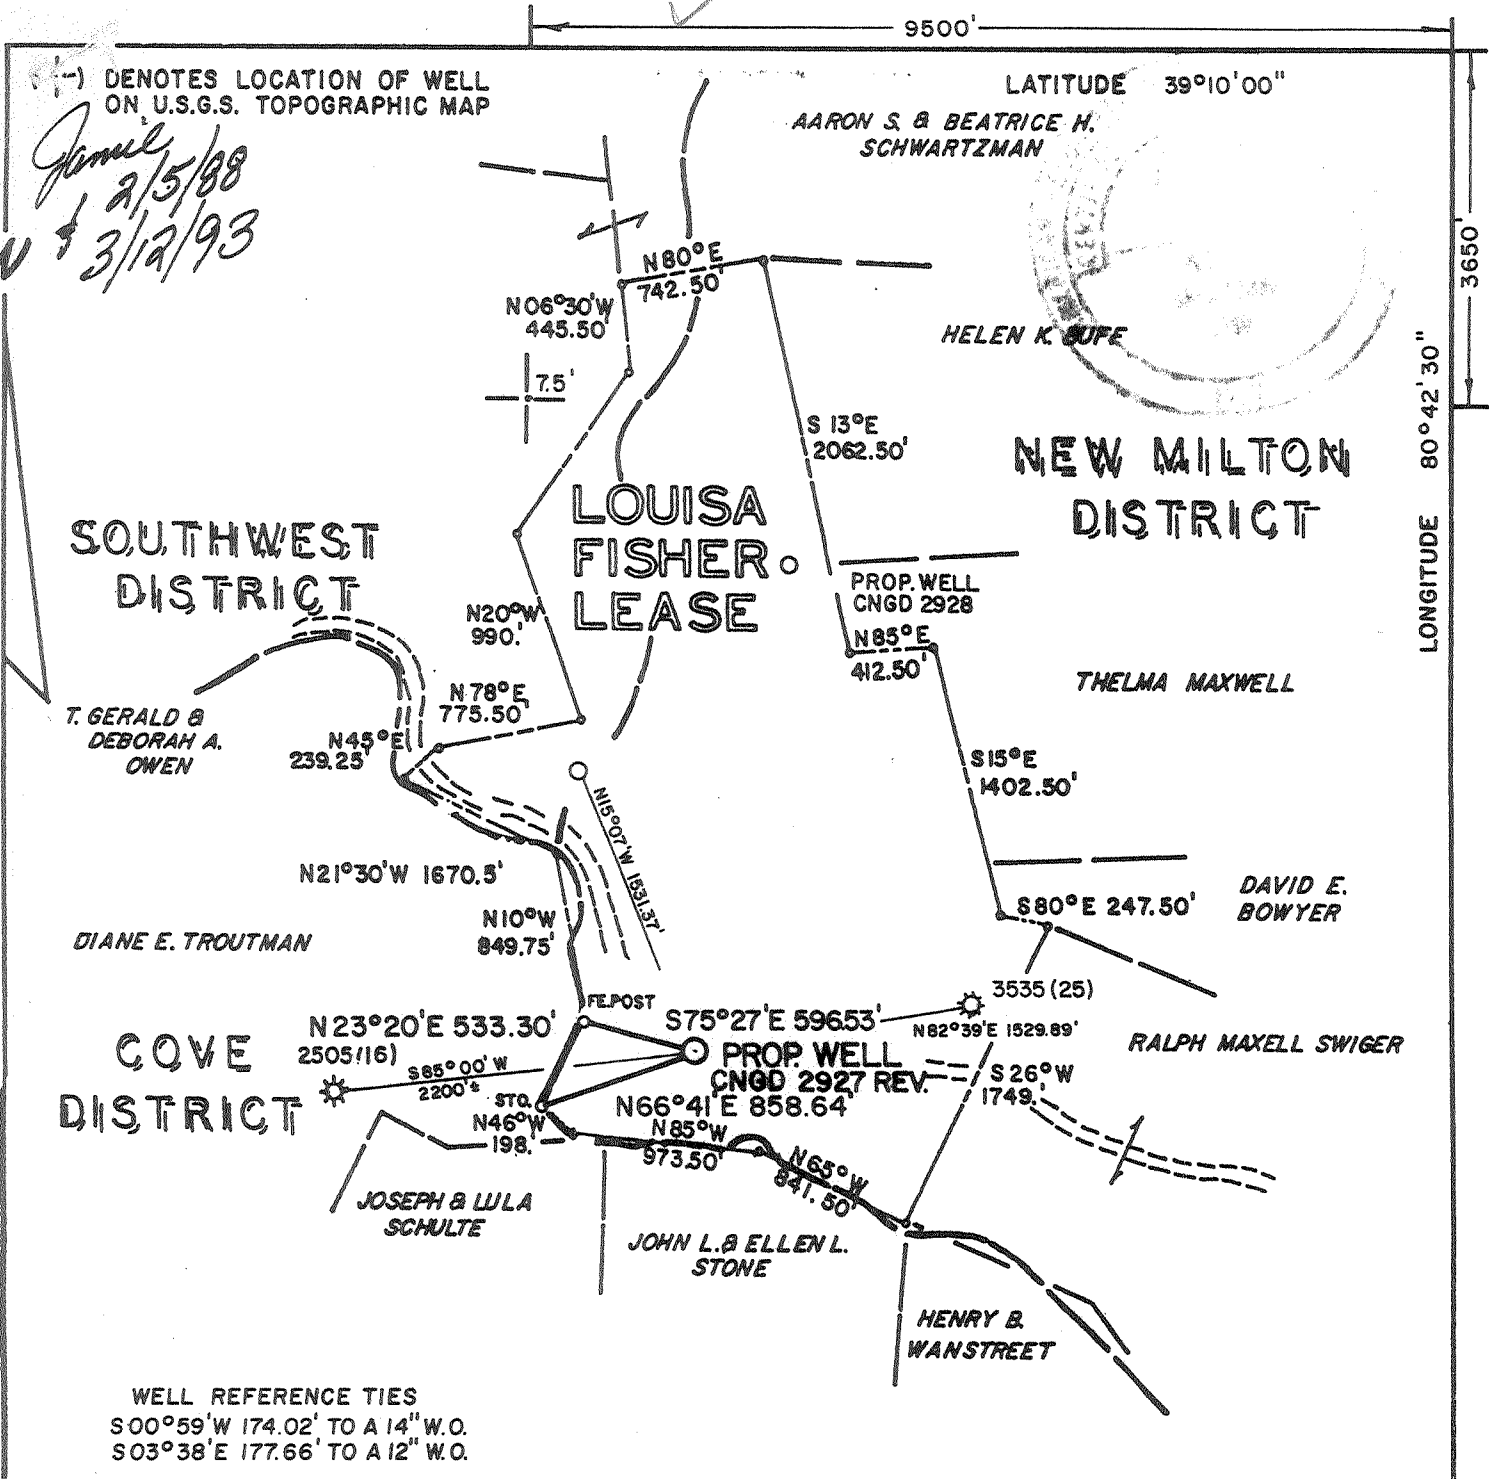 9500'
(-) DENOTES LOCATION OF WELL
ON U.S.G.S. TOPOGRAPHIC MAP
LATITUDE 39°10'00"
2/5/88
3/12/93
AARON S. & BEATRICE H.
SCHWARTZMAN
3650'
N80°E
742.50'
N06°30'W
445.50'
HELEN K. BUFE
LONGITUDE 80°42'30"
7.5'
S 13°E
2062.50'
NEW MILTON
DISTRICT
LOUISA
FISHER
LEASE
SOUTHWEST
DISTRICT
PROP. WELL
CNGD 2928
N20°W
990.'
N85°E
412.50'
THELMA MAXWELL
N78°E
775.50'
T. GERALD &
DEBORAH A.
OWEN
N45°E
239.25'
S15°E
1402.50'
N15°07'W 1531.37'
N21°30'W 1670.5'
DAVID E.
BOWYER
S80°E 247.50'
N10°W
849.75'
DIANE E. TROUTMAN
3535 (25)
FE.POST
N23°20'E 533.30'
S75°27'E 596.53'
N82°39'E 1529.89'
RALPH MAXELL SWIGER
COVE
DISTRICT
2505(16)
S85°00'W
2200'±
PROP. WELL
CNGD 2927 REV.
S26°W
1749.'
STO.
N66°41'E 858.64'
N46°W
198.'
N85°W
973.50'
N65°W
841.50'
JOSEPH & LULA
SCHULTE
JOHN L. & ELLEN L.
STONE
HENRY B.
WANSTREET
WELL REFERENCE TIES
S00°59'W 174.02' TO A 14" W.O.
S03°38'E 177.66' TO A 12" W.O.